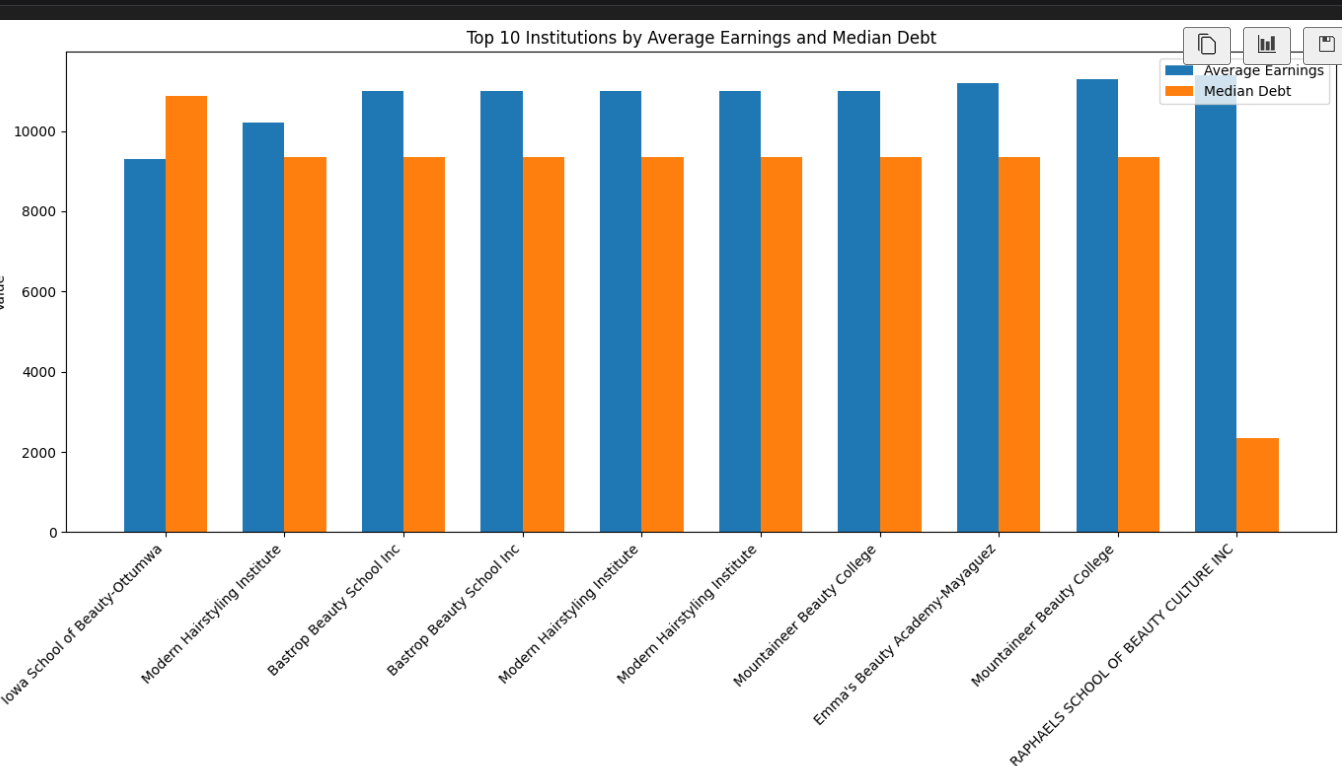 Top 10 Institutions by Average Earnings and Median Debt
Average Earnings
Median Debt
10000
8000
6000
4000
2000
0
Iowa School of Beauty-Ottumwa
Modern Hairstyling Institute
Bastrop Beauty School Inc
Bastrop Beauty School Inc
Modern Hairstyling Institute
Modern Hairstyling Institute
Mountaineer Beauty College
Emma's Beauty Academy-Mayaguez
Mountaineer Beauty College
RAPHAELS SCHOOL OF BEAUTY CULTURE INC